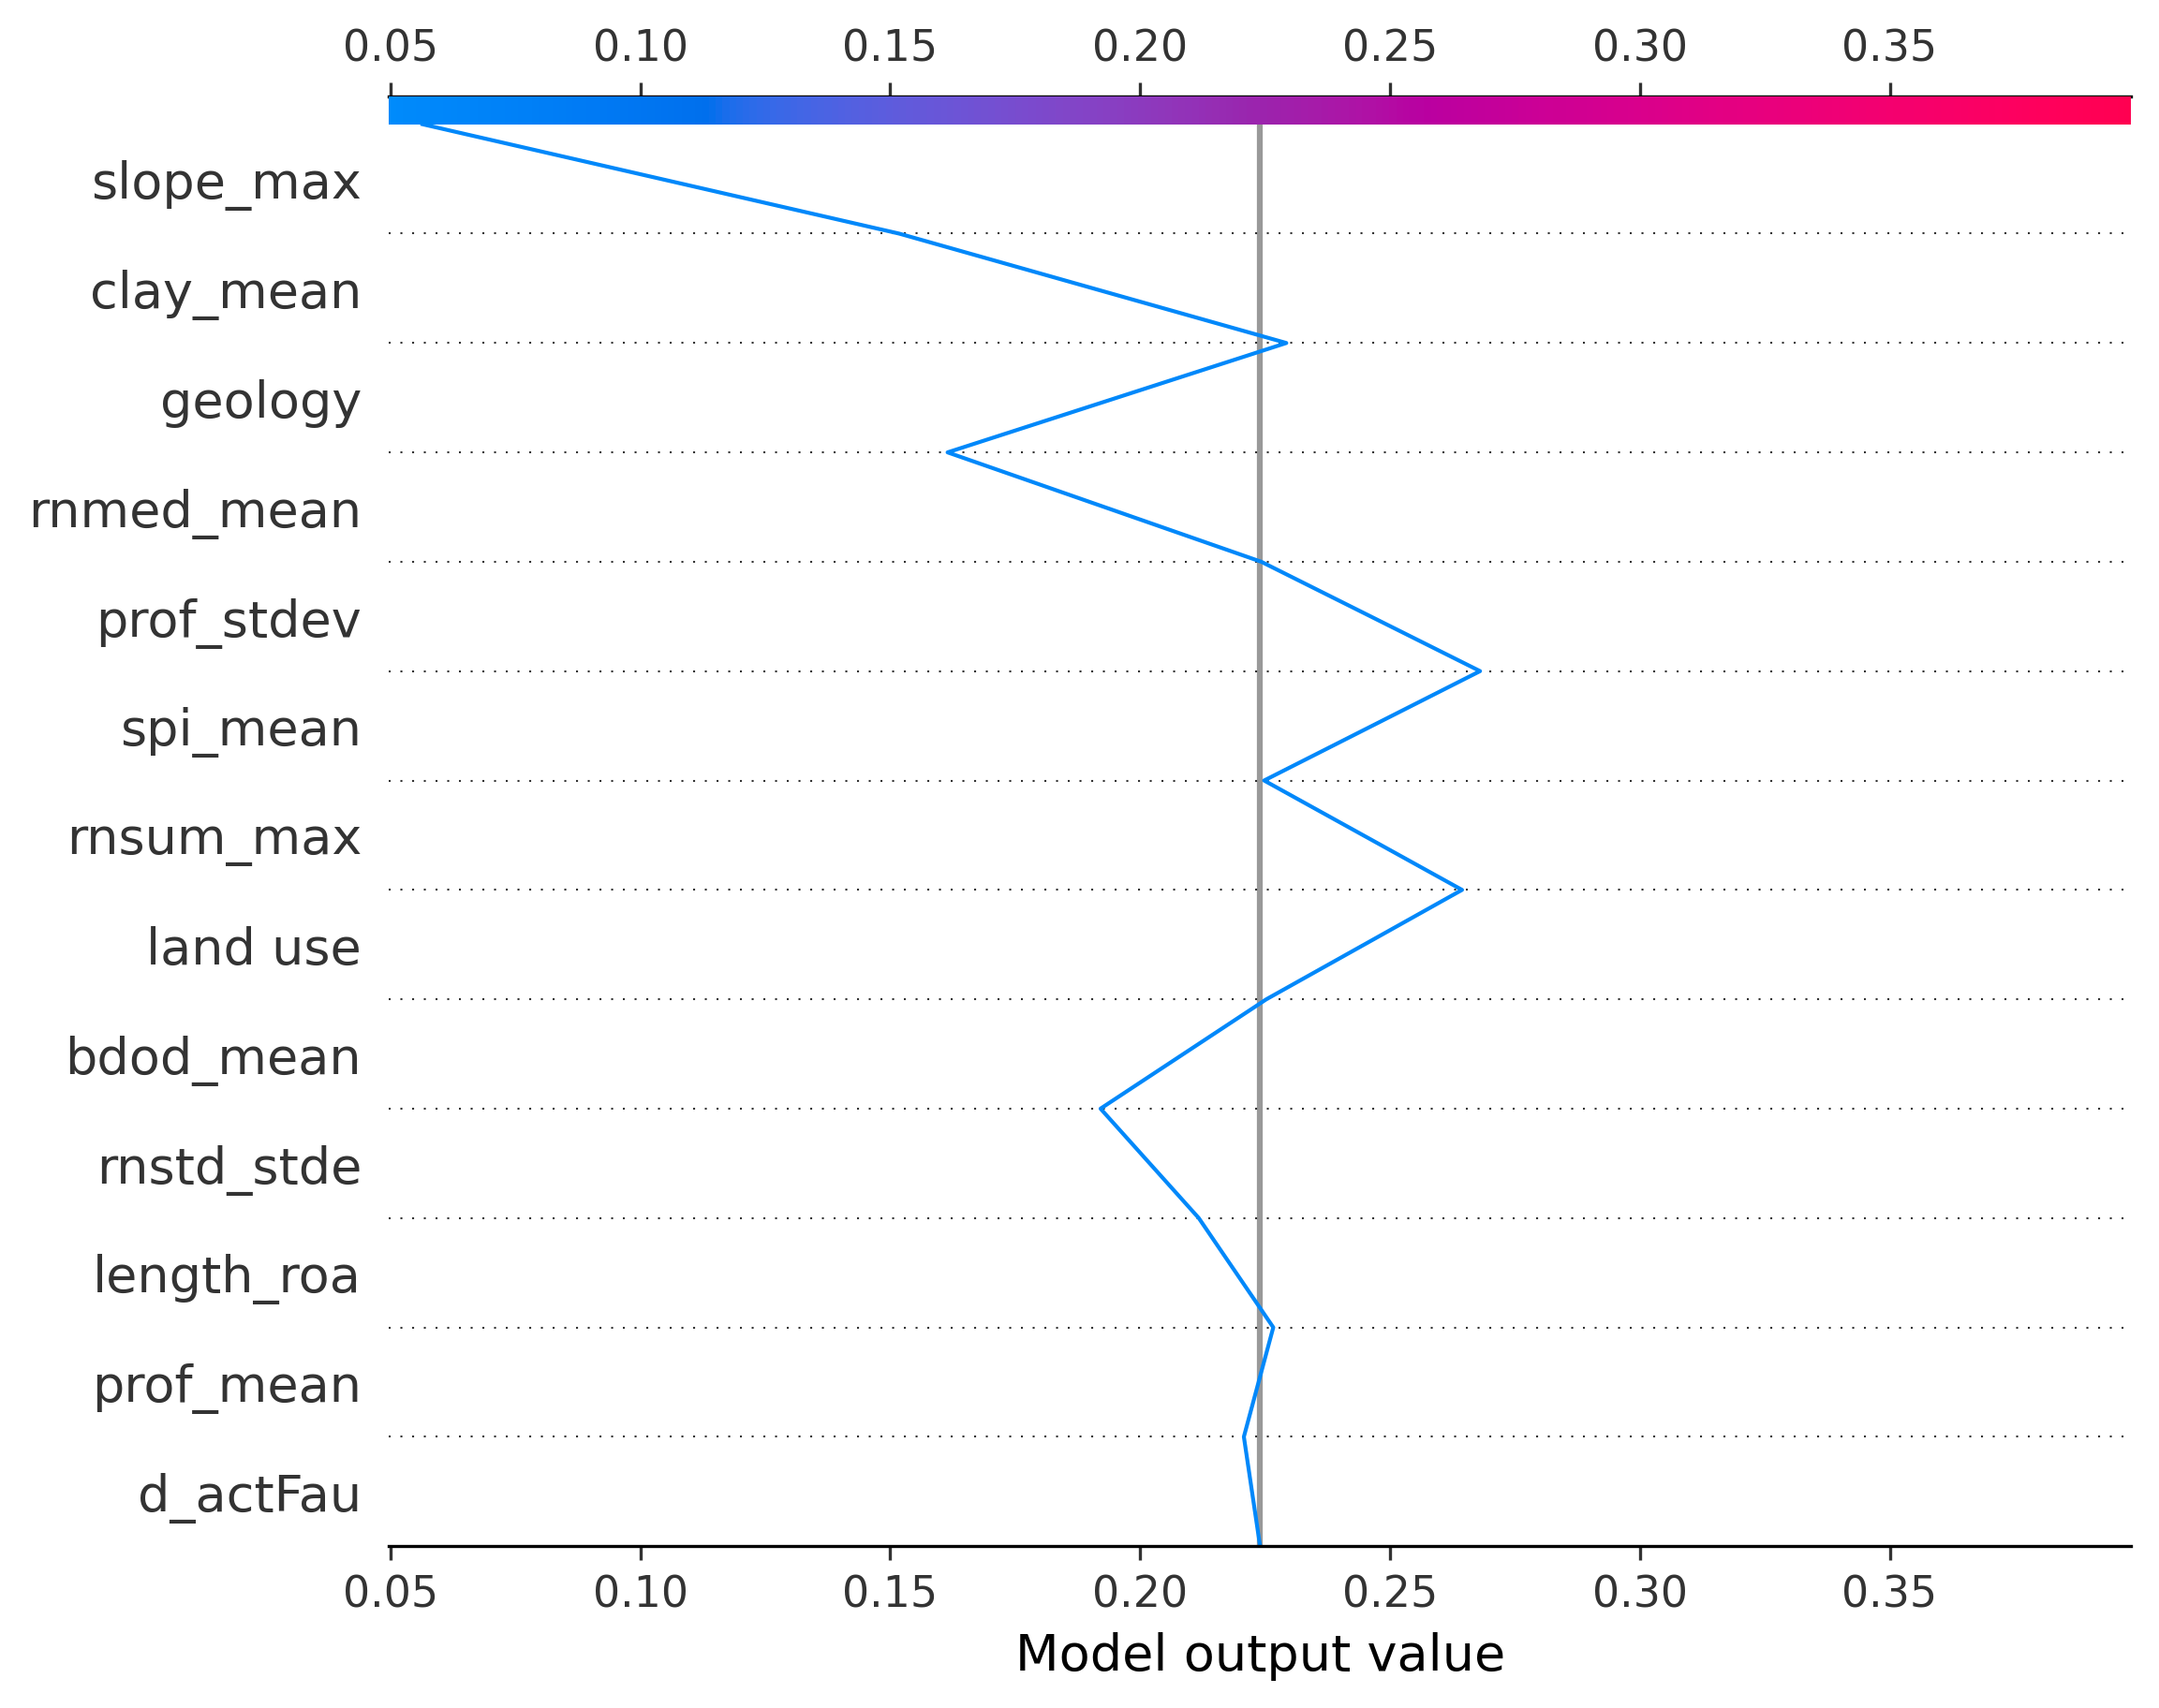 0.05 0.10 0.15 0.20 0.25 0.30 0.35
slope_max
clay_mean
geology
rnmed_mean
prof_stdev
spi_mean
rnsum_max
land use
bdod_mean
rnstd_stde
length_roa
prof_mean
d_actFau
0.05 0.10 0.15 0.20 0.25 0.30 0.35
Model output value